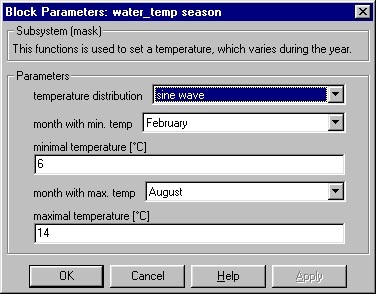 Block Parameters: water_temp season
Subsystem (mask)
This functions is used to set a temperature, which varies during the year.
Parameters
temperature distribution sine wave
month with min. temp February
minimal temperature [°C]
6
month with max. temp August
maximal temperature [°C]
14
OK Cancel Help Apply